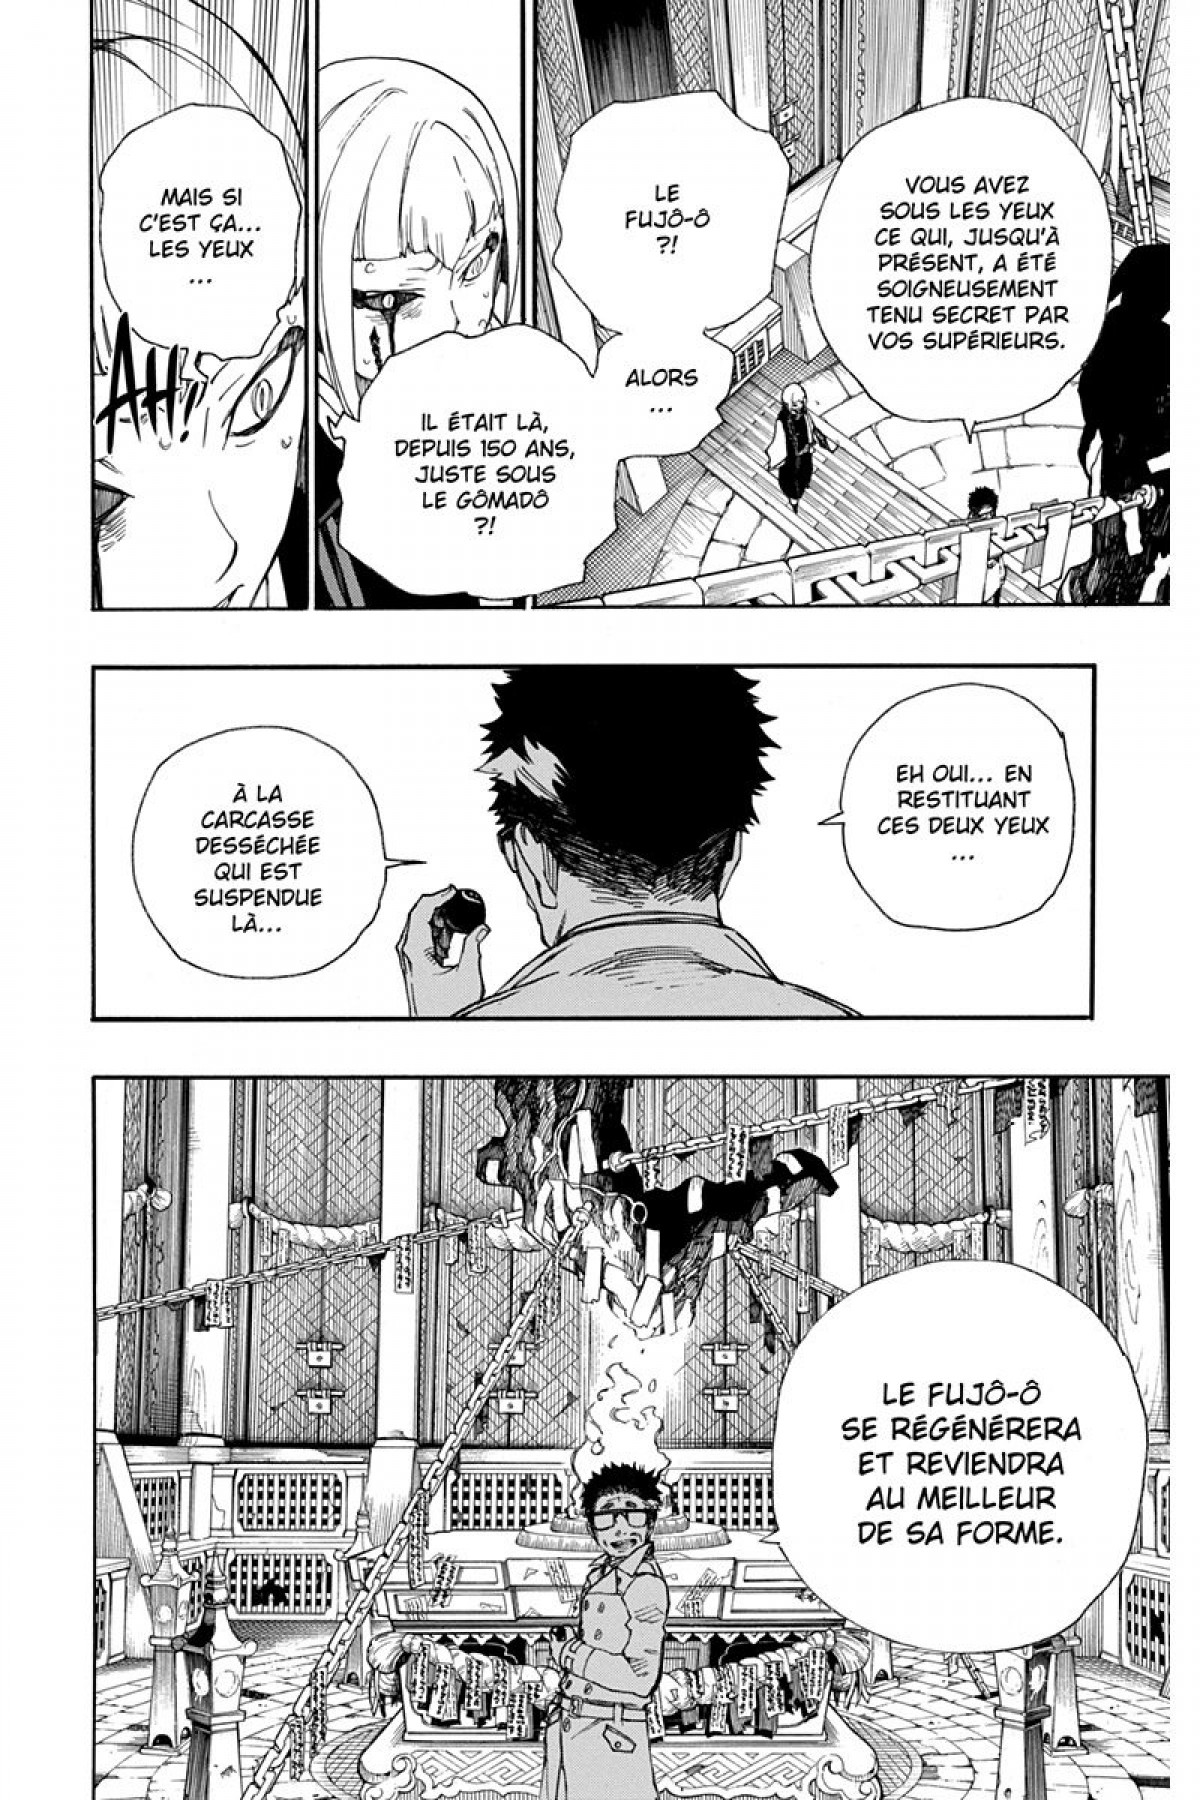 VOUS AVEZ
SOUS LES YEUX
CE QUI, JUSQU'À
PRÉSENT, A ÉTÉ
SOIGNEUSEMENT
TENU SECRET PAR
VOS SUPÉRIEURS.
LE
FUJÔ-Ô
?!
ALORS
...
IL ÉTAIT LÀ,
DEPUIS 150 ANS,
JUSTE SOUS
LE GÔMADÔ
?!
MAIS SI
C'EST ÇA...
LES YEUX
...
AH!
EH OUI... EN
RESTITUANT
CES DEUX YEUX
...
À LA
CARCASSE
DESSÉCHÉE
QUI EST
SUSPENDUE
LÀ...
LE FUJÔ-Ô
SE RÉGÉNÉRERA
ET REVIENDRA
AU MEILLEUR
DE SA FORME.